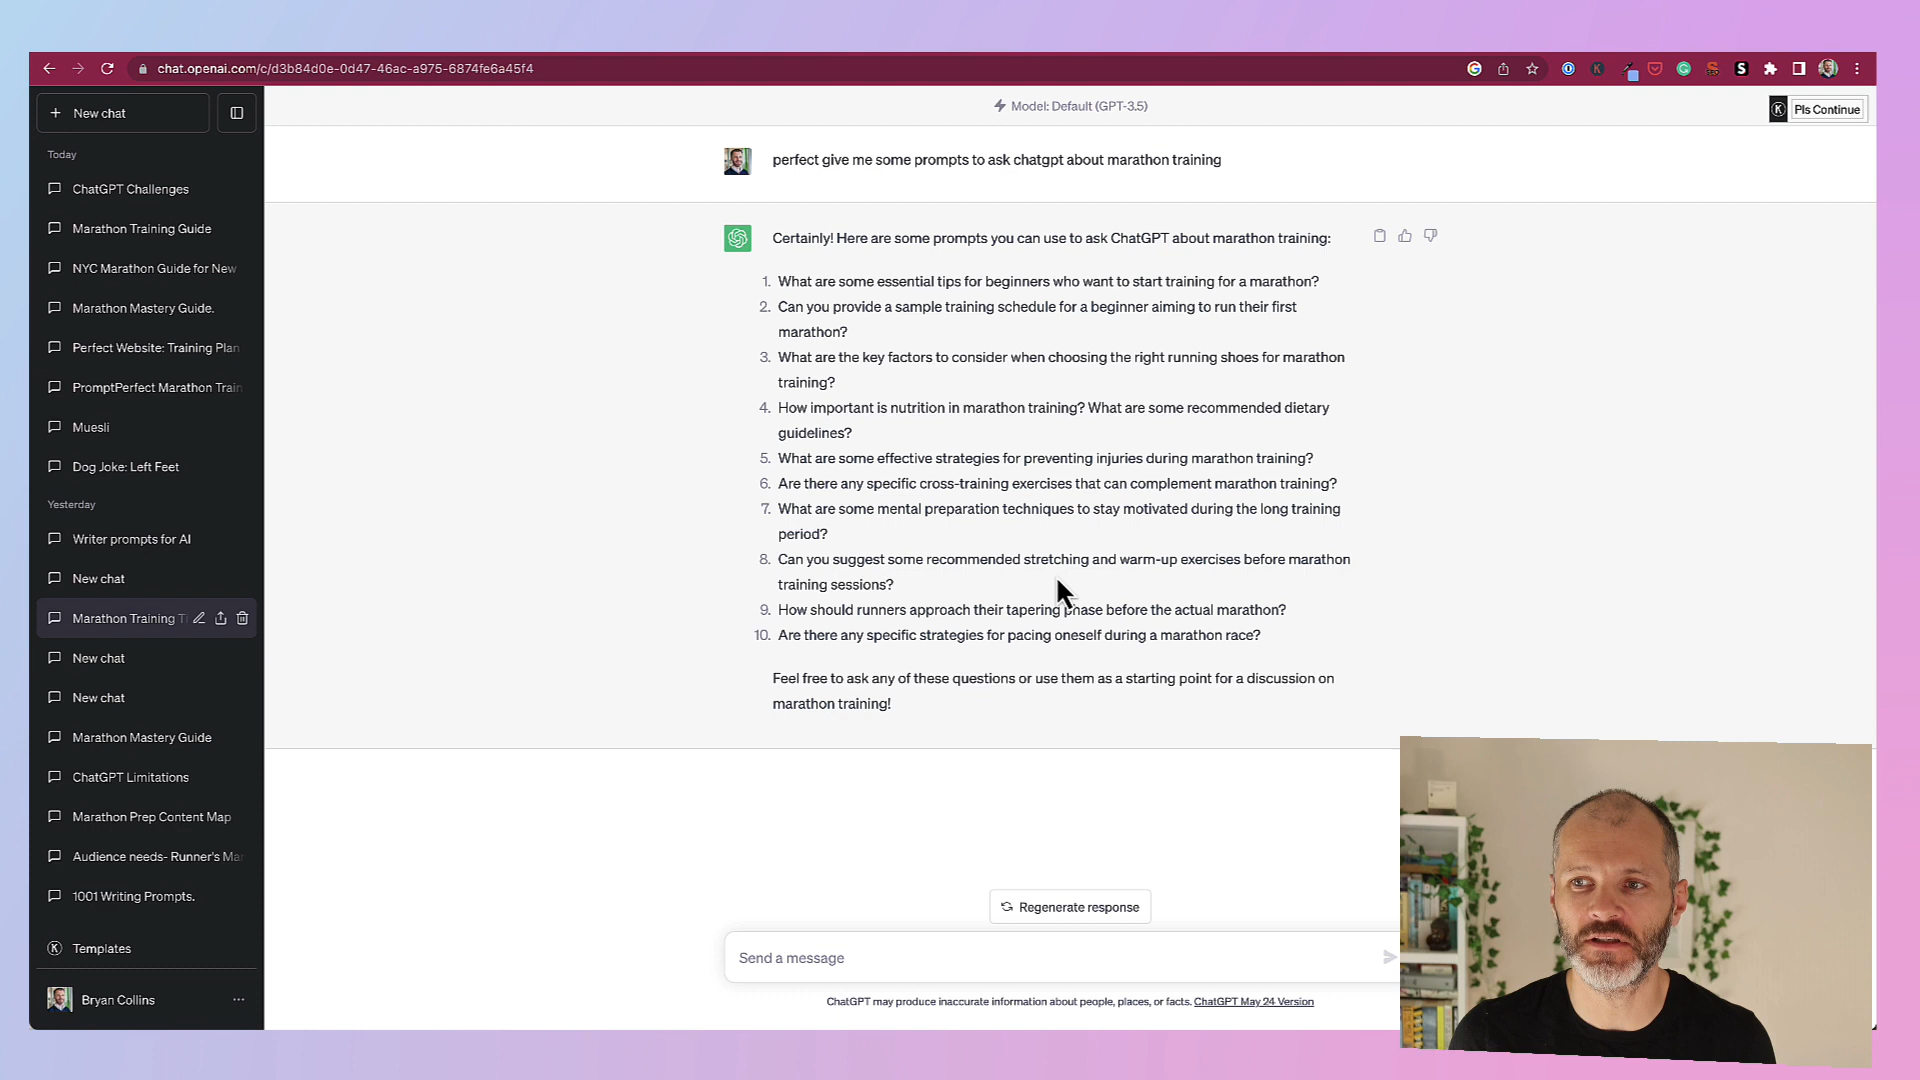 chat.openai.com/c/d3b84d0e-0d47-46ac-a975-6874fe6a45f4
New chat
Today
ChatGPT Challenges
Marathon Training Guide
NYC Marathon Guide for New
Marathon Mastery Guide.
Perfect Website: Training Plan
PromptPerfect Marathon Train
Muesli
Dog Joke: Left Feet
Yesterday
Writer prompts for AI
New chat
Marathon Training T
New chat
New chat
Marathon Mastery Guide
ChatGPT Limitations
Marathon Prep Content Map
Audience needs- Runner's Mar
1001 Writing Prompts.
Templates
Bryan Collins
Model: Default (GPT-3.5)
Pls Continue
perfect give me some prompts to ask chatgpt about marathon training
Certainly! Here are some prompts you can use to ask ChatGPT about marathon training:
1. What are some essential tips for beginners who want to start training for a marathon?
2. Can you provide a sample training schedule for a beginner aiming to run their first
marathon?
3. What are the key factors to consider when choosing the right running shoes for marathon
training?
4. How important is nutrition in marathon training? What are some recommended dietary
guidelines?
5. What are some effective strategies for preventing injuries during marathon training?
6. Are there any specific cross-training exercises that can complement marathon training?
7. What are some mental preparation techniques to stay motivated during the long training
period?
8. Can you suggest some recommended stretching and warm-up exercises before marathon
training sessions?
9. How should runners approach their tapering phase before the actual marathon?
10. Are there any specific strategies for pacing oneself during a marathon race?
Feel free to ask any of these questions or use them as a starting point for a discussion on
marathon training!
Regenerate response
Send a message
ChatGPT may produce inaccurate information about people, places, or facts. ChatGPT May 24 Version